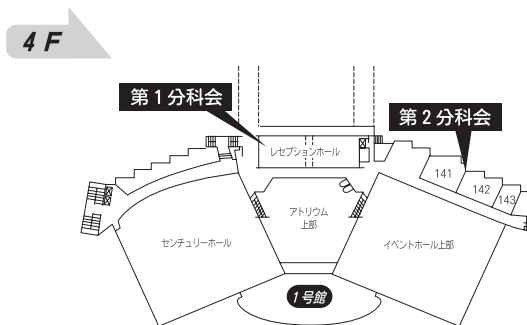 4F
第1分科会
第2分科会
レセプションホール
141
142
143
アトリウム
上部
センチュリーホール
イベントホール上部
1号館